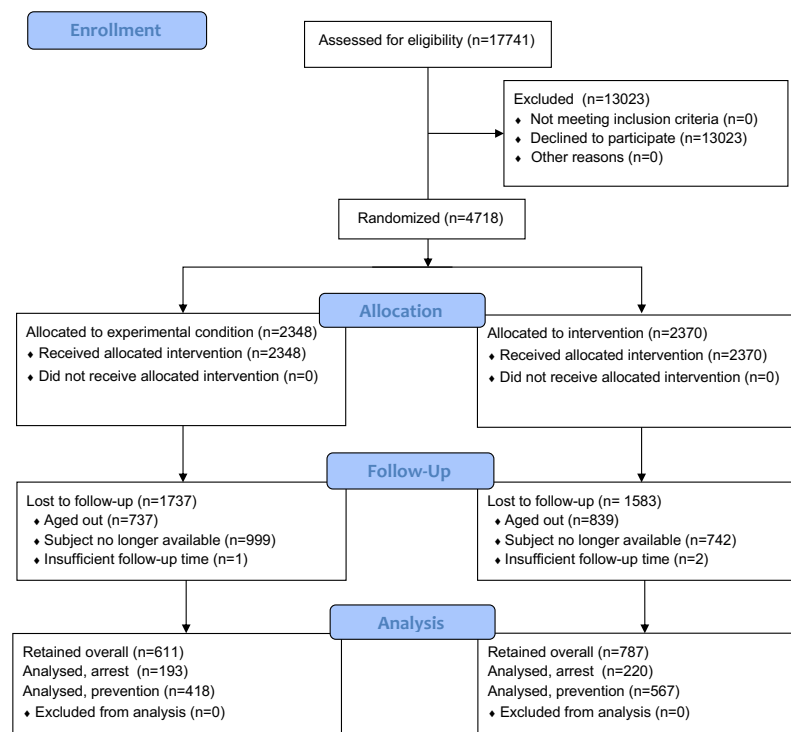 Enrollment
Assessed for eligibility (n=17741)
Excluded (n=13023)
♦ Not meeting inclusion criteria (n=0)
♦ Declined to participate (n=13023)
♦ Other reasons (n=0)
Randomized (n=4718)
Allocation
Allocated to experimental condition (n=2348)
♦ Received allocated intervention (n=2348)
♦ Did not receive allocated intervention (n=0)
Allocated to intervention (n=2370)
♦ Received allocated intervention (n=2370)
♦ Did not receive allocated intervention (n=0)
Follow-Up
Lost to follow-up (n=1737)
♦ Aged out (n=737)
♦ Subject no longer available (n=999)
♦ Insufficient follow-up time (n=1)
Lost to follow-up (n= 1583)
♦ Aged out (n=839)
♦ Subject no longer available (n=742)
♦ Insufficient follow-up time (n=2)
Analysis
Retained overall (n=611)
Analysed, arrest (n=193)
Analysed, prevention (n=418)
♦ Excluded from analysis (n=0)
Retained overall (n=787)
Analysed, arrest (n=220)
Analysed, prevention (n=567)
♦ Excluded from analysis (n=0)